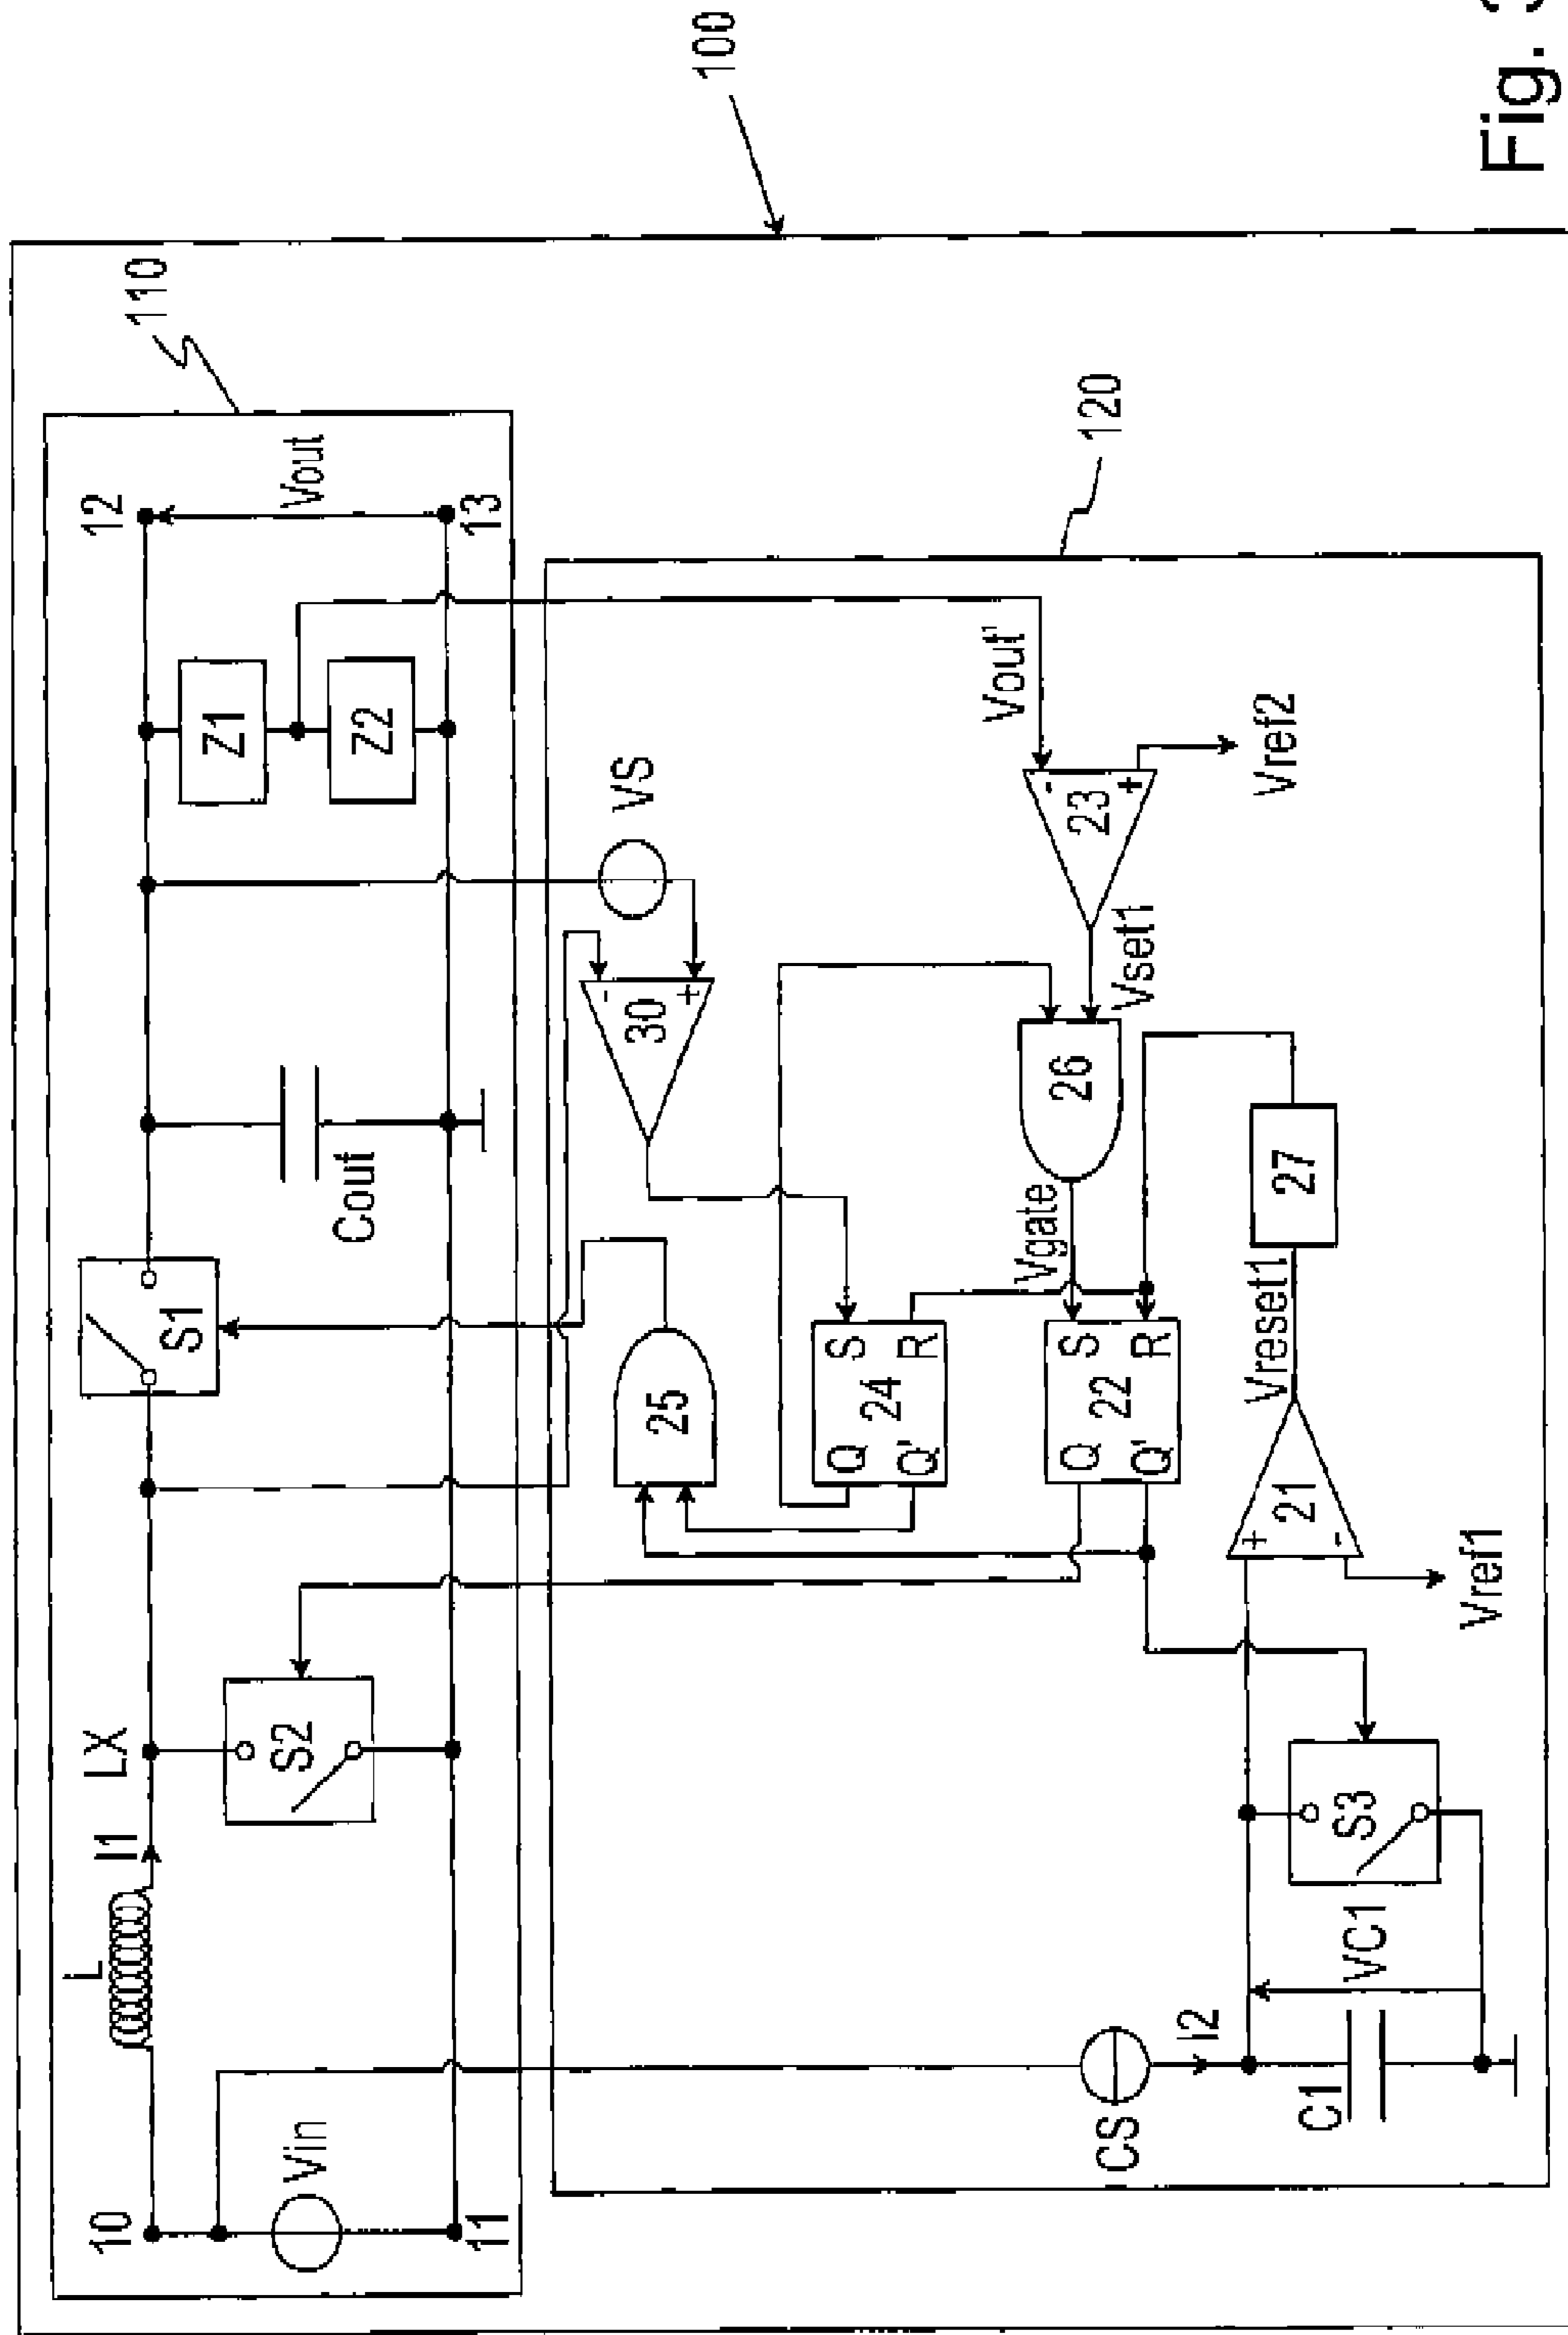 100
110
120
10
L
I1
LX
S1
12
Vin
S2
Cout
Z1
Z2
Vout
11
13
VS
30
-
+
25
S
Q
24
R
Q'
Vgate
26
Vset1
23
-
+
Vout'
Vref2
S
Q
22
R
Q'
CS
I2
C1
VC1
S3
21
+
-
Vref1
Vreset1
27
Fig.